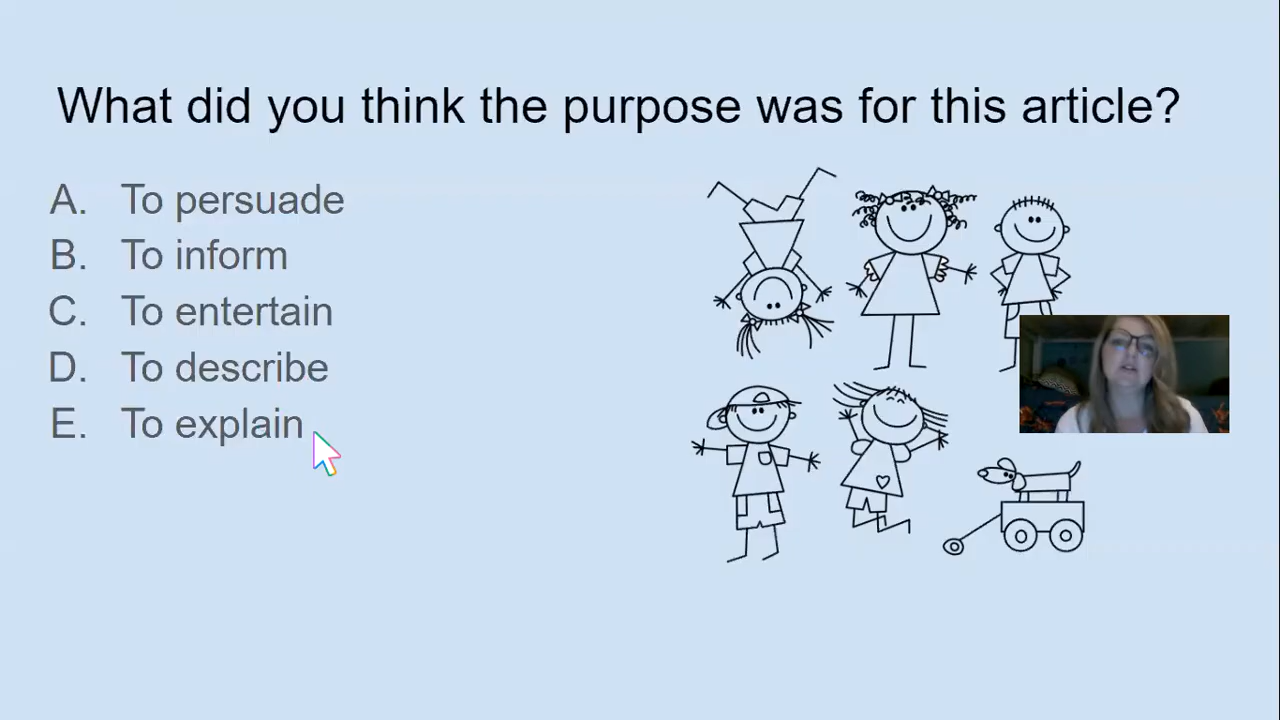 What did you think the purpose was for this article?
A. To persuade
B. To inform
C. To entertain
D. To describe
E. To explain